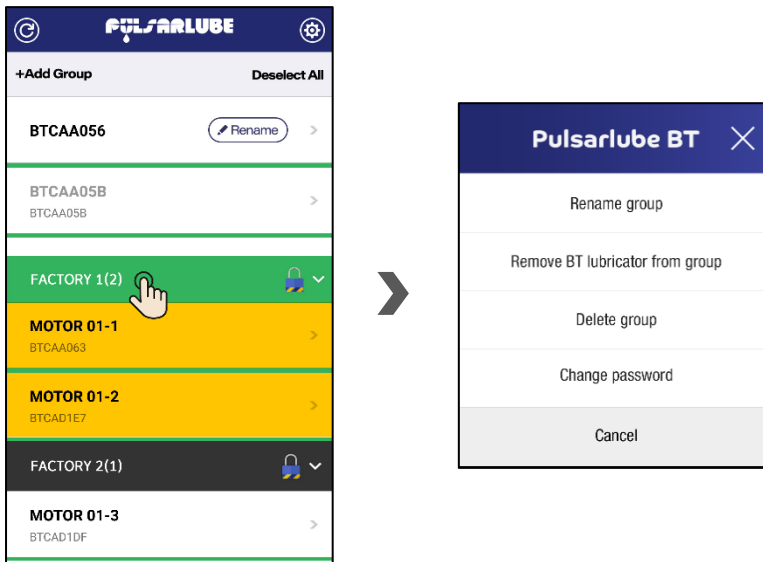 PULSARLUBE
+Add Group Deselect All
BTCAA056 Rename
BTCAA05B
BTCAA05B
FACTORY 1(2)
MOTOR 01-1
BTCAA063
MOTOR 01-2
BTCAD1E7
FACTORY 2(1)
MOTOR 01-3
BTCAD1DF
Pulsarlube BT
Rename group
Remove BT lubricator from group
Delete group
Change password
Cancel